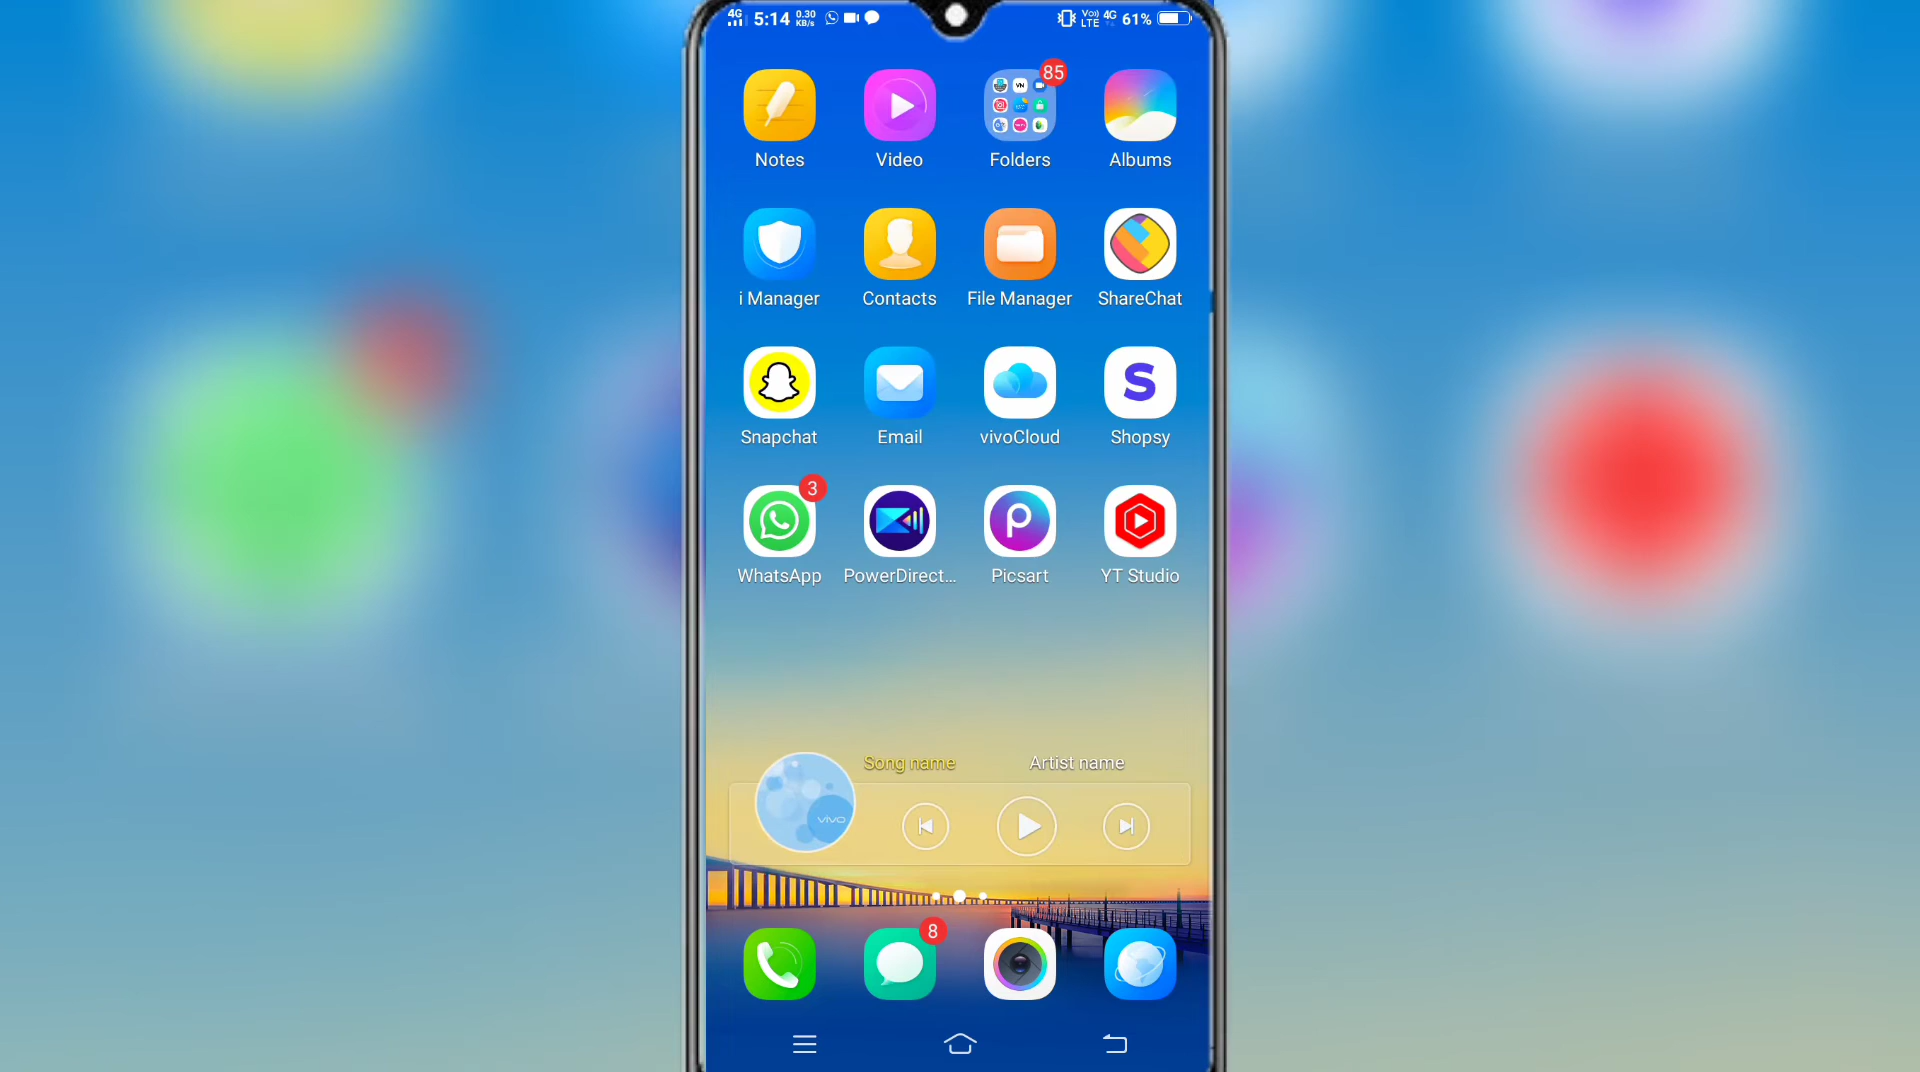 4G 5:14 0.30 KB/s VoLTE 4G 61%
85
Notes Video Folders Albums
i Manager Contacts File Manager ShareChat
Snapchat Email vivoCloud Shopsy
3
WhatsApp PowerDirect... Picsart YT Studio
Song name Artist name
vivo
8